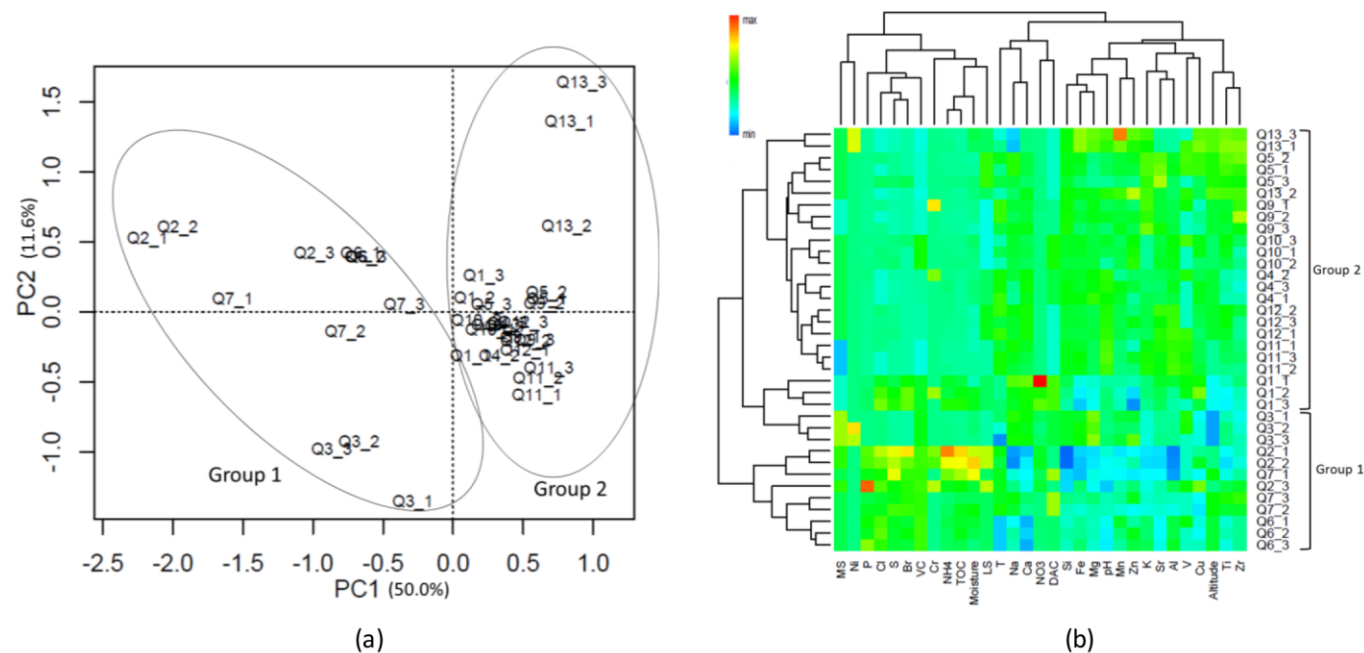 1.5
1.0
0.5
0.0
-0.5
-1.0
PC2 (11.6%)
Q13_3
Q13_1
Q13_2
Q2_2
Q2_1
Q2_3
Q7_1
Q7_3
Q7_2
Q1_3
Q1_2
Q5_2
Q11_3
Q11_2
Q11_1
Q3_2
Q3_3
Q3_1
Group 1
Group 2
-2.5 -2.0 -1.5 -1.0 -0.5 0.0 0.5 1.0
PC1 (50.0%)
(a)
max
min
Q13_3
Q13_1
Q5_2
Q5_1
Q5_3
Q13_2
Q9_1
Q9_2
Q9_3
Q10_3
Q10_1
Q10_2
Q4_2
Q4_3
Q4_1
Q12_2
Q12_3
Q12_1
Q11_1
Q11_3
Q11_2
Q1_1
Q1_2
Q1_3
Q3_1
Q3_2
Q3_3
Q2_1
Q2_2
Q7_1
Q2_3
Q7_3
Q7_2
Q6_1
Q6_2
Q6_3
Group 2
Group 1
MS
Ni
P
Cl
S
Br
VC
Cr
NH4
TOC
Moisture
LS
T
Na
Ca
NO3
DAC
Si
Fe
Mg
pH
Mn
Zn
K
Sr
Al
V
Cu
Altitude
Ti
Zr
(b)